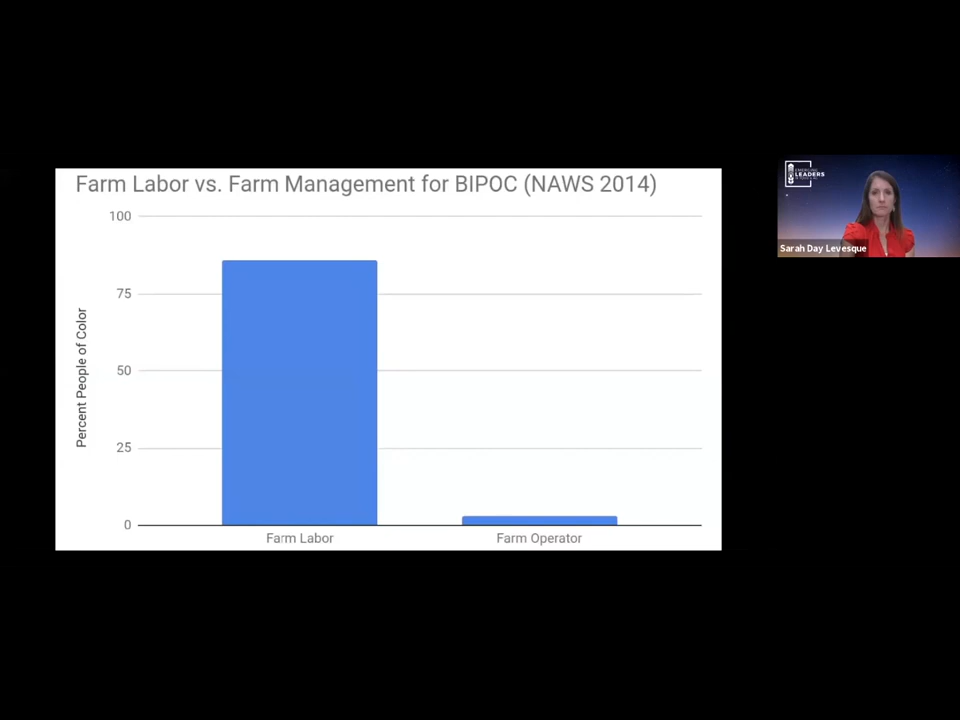 Farm Labor vs. Farm Management for BIPOC (NAWS 2014)
100
75
50
25
0
Percent People of Color
Farm Labor
Farm Operator
LEADERS
Sarah Day Levesque